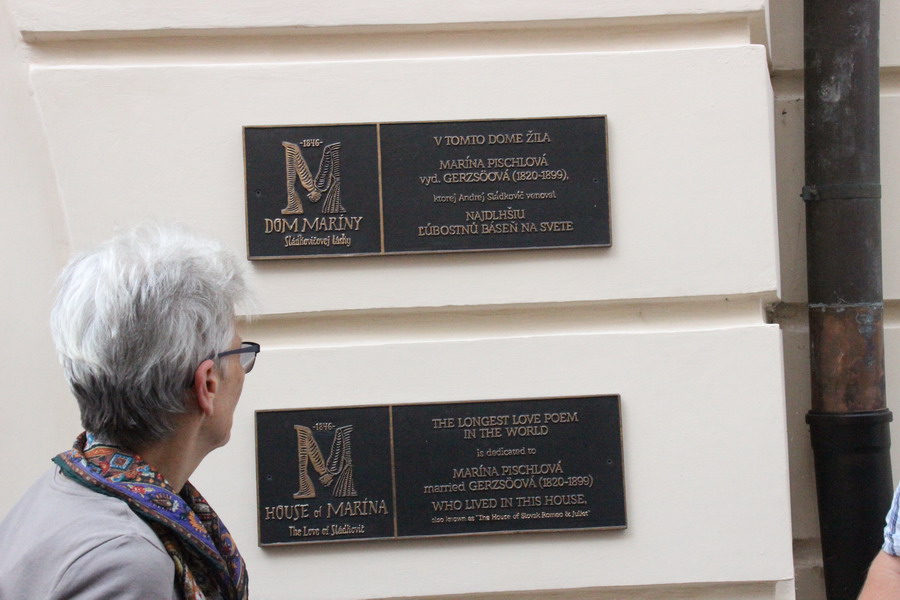 -1846-
M
DOM MARÍNY
Sládkovičovej lásky
V TOMTO DOME ŽILA
MARÍNA PISCHLOVÁ
vyd. GERZSÖOVÁ (1820-1899),
ktorej Andrej Sládkovič venoval
NAJDLHŠIU
ĽÚBOSTNÚ BÁSEŇ NA SVETE
-1846-
M
HOUSE of MARÍNA
The Love of Sládkovič
THE LONGEST LOVE POEM
IN THE WORLD
is dedicated to
MARÍNA PISCHLOVÁ
married GERZSÖOVÁ (1820-1899)
WHO LIVED IN THIS HOUSE,
also known as "The House of Slovak Romeo & Juliet"